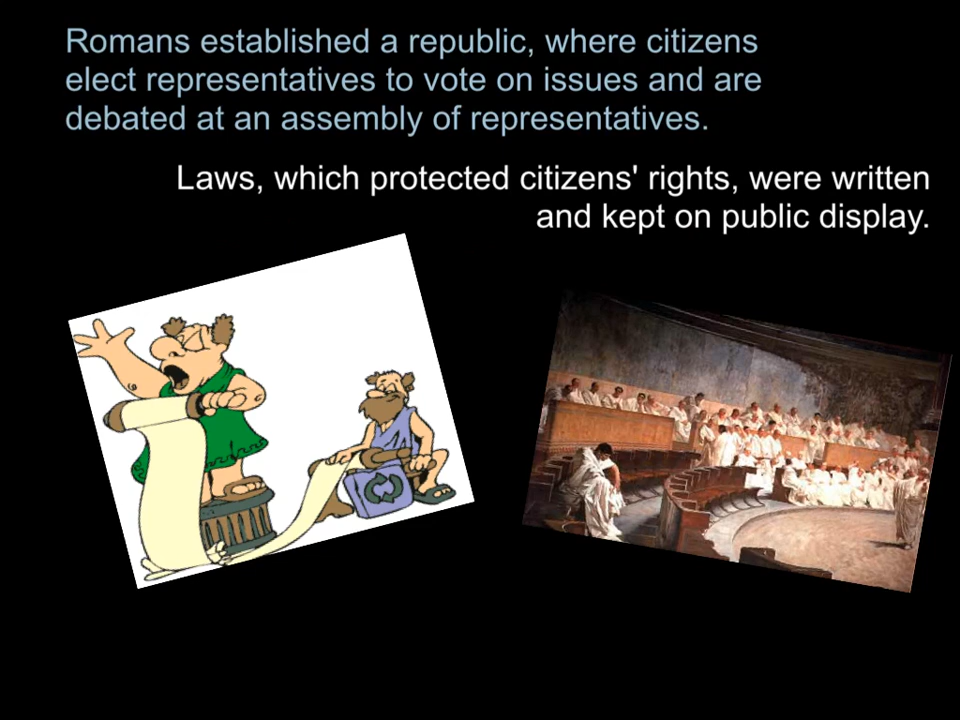 Romans established a republic, where citizens
elect representatives to vote on issues and are
debated at an assembly of representatives.
Laws, which protected citizens' rights, were written
and kept on public display.